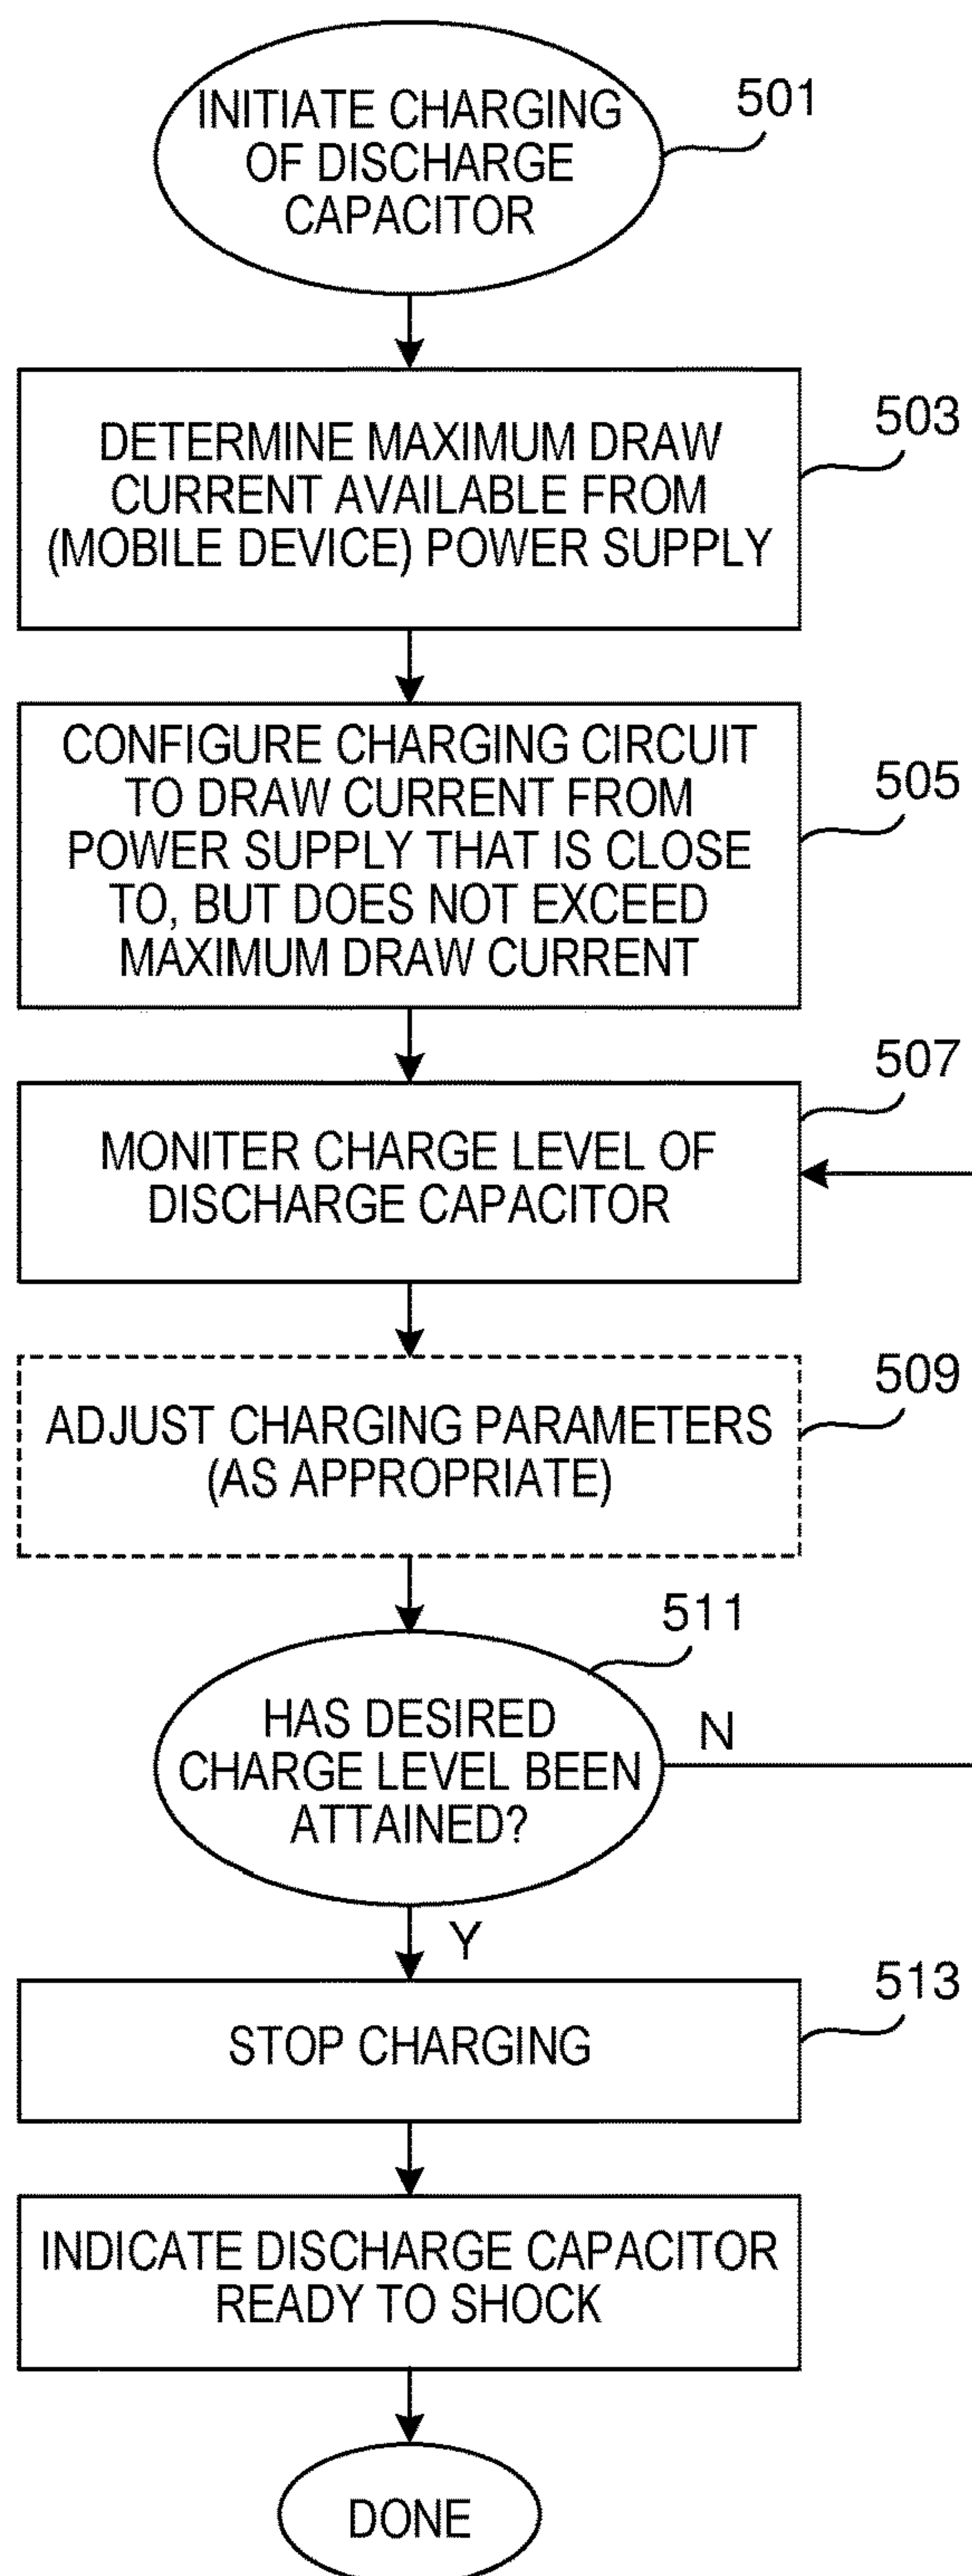 INITIATE CHARGING
OF DISCHARGE
CAPACITOR
501
DETERMINE MAXIMUM DRAW
CURRENT AVAILABLE FROM
(MOBILE DEVICE) POWER SUPPLY
503
CONFIGURE CHARGING CIRCUIT
TO DRAW CURRENT FROM
POWER SUPPLY THAT IS CLOSE
TO, BUT DOES NOT EXCEED
MAXIMUM DRAW CURRENT
505
MONITER CHARGE LEVEL OF
DISCHARGE CAPACITOR
507
ADJUST CHARGING PARAMETERS
(AS APPROPRIATE)
509
HAS DESIRED
CHARGE LEVEL BEEN
ATTAINED?
511
N
Y
STOP CHARGING
513
INDICATE DISCHARGE CAPACITOR
READY TO SHOCK
DONE